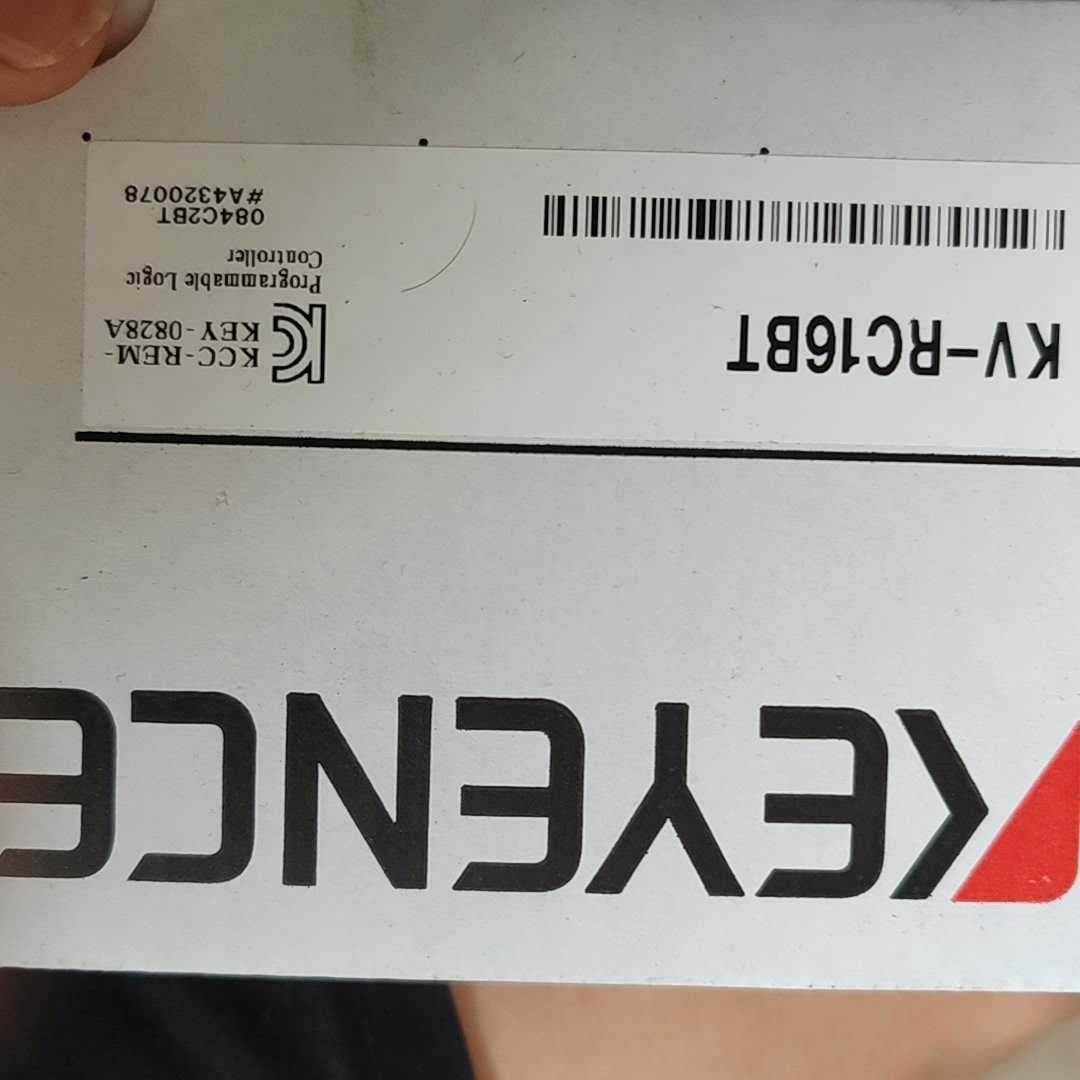 KEYENCE
KV-RC16BT
KCC-REM-
KEY-0828A
Programmable Logic
Controller
084C2BT
#A4320078